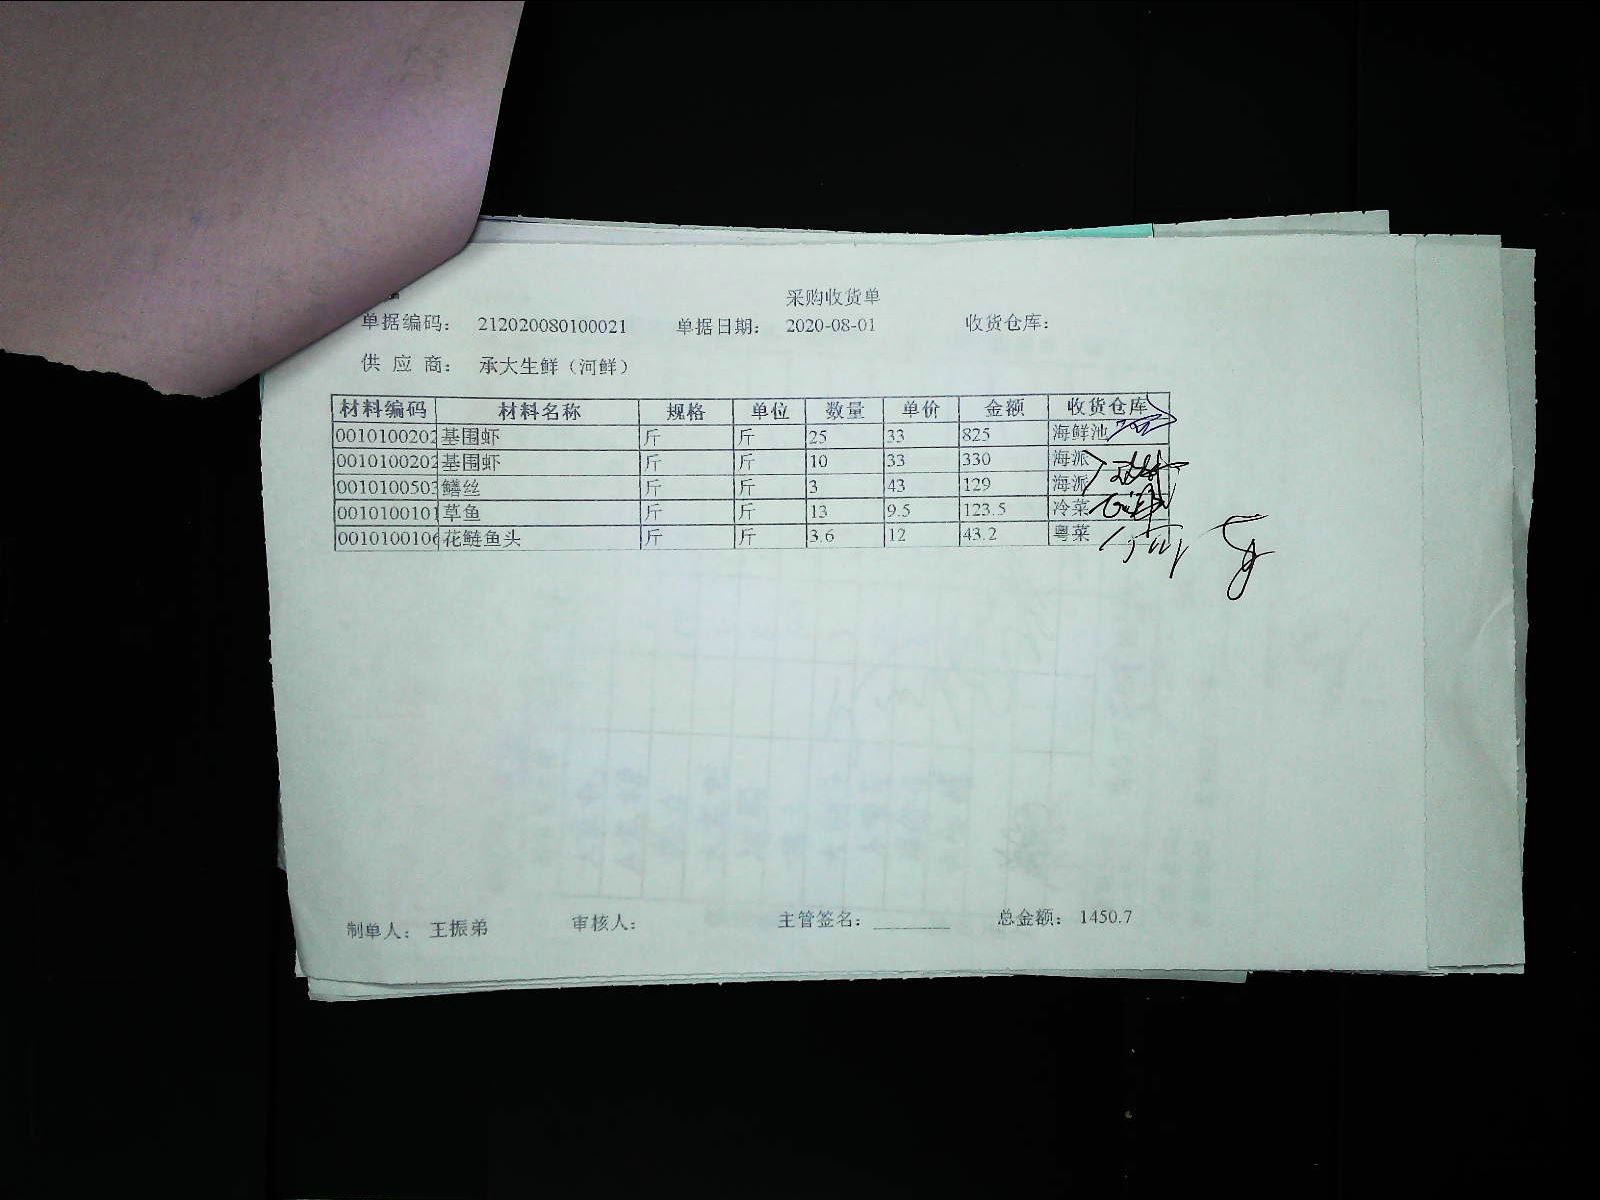 采购收货单
单据编码： 212020080100021 单据日期： 2020-08-01 收货仓库：
供 应 商： 承大生鲜（河鲜）
材料编码 材料名称 规格 单位 数量 单价 金额 收货仓库
0010100202 基围虾 斤 斤 25 33 825 海鲜池
0010100202 基围虾 斤 斤 10 33 330 海派
0010100503 鳝丝 斤 斤 3 43 129 海派
0010100101 草鱼 斤 斤 13 9.5 123.5 冷菜
0010100106 花鲢鱼头 斤 斤 3.6 12 43.2 粤菜
制单人： 王振弟 审核人： 主管签名：________ 总金额： 1450.7